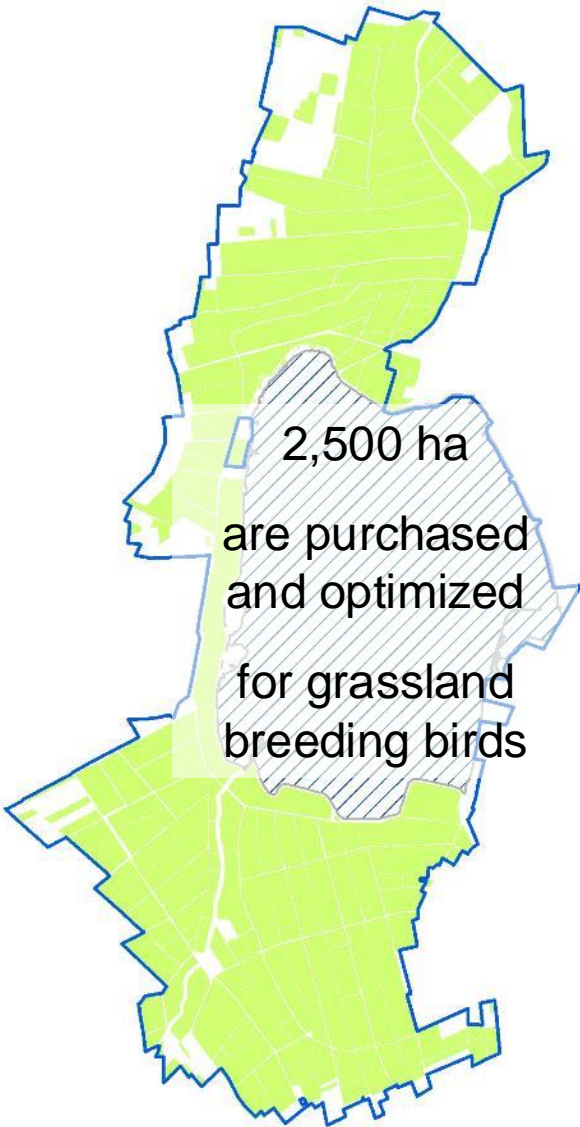 2,500 ha
are purchased
and optimized
for grassland
breeding birds